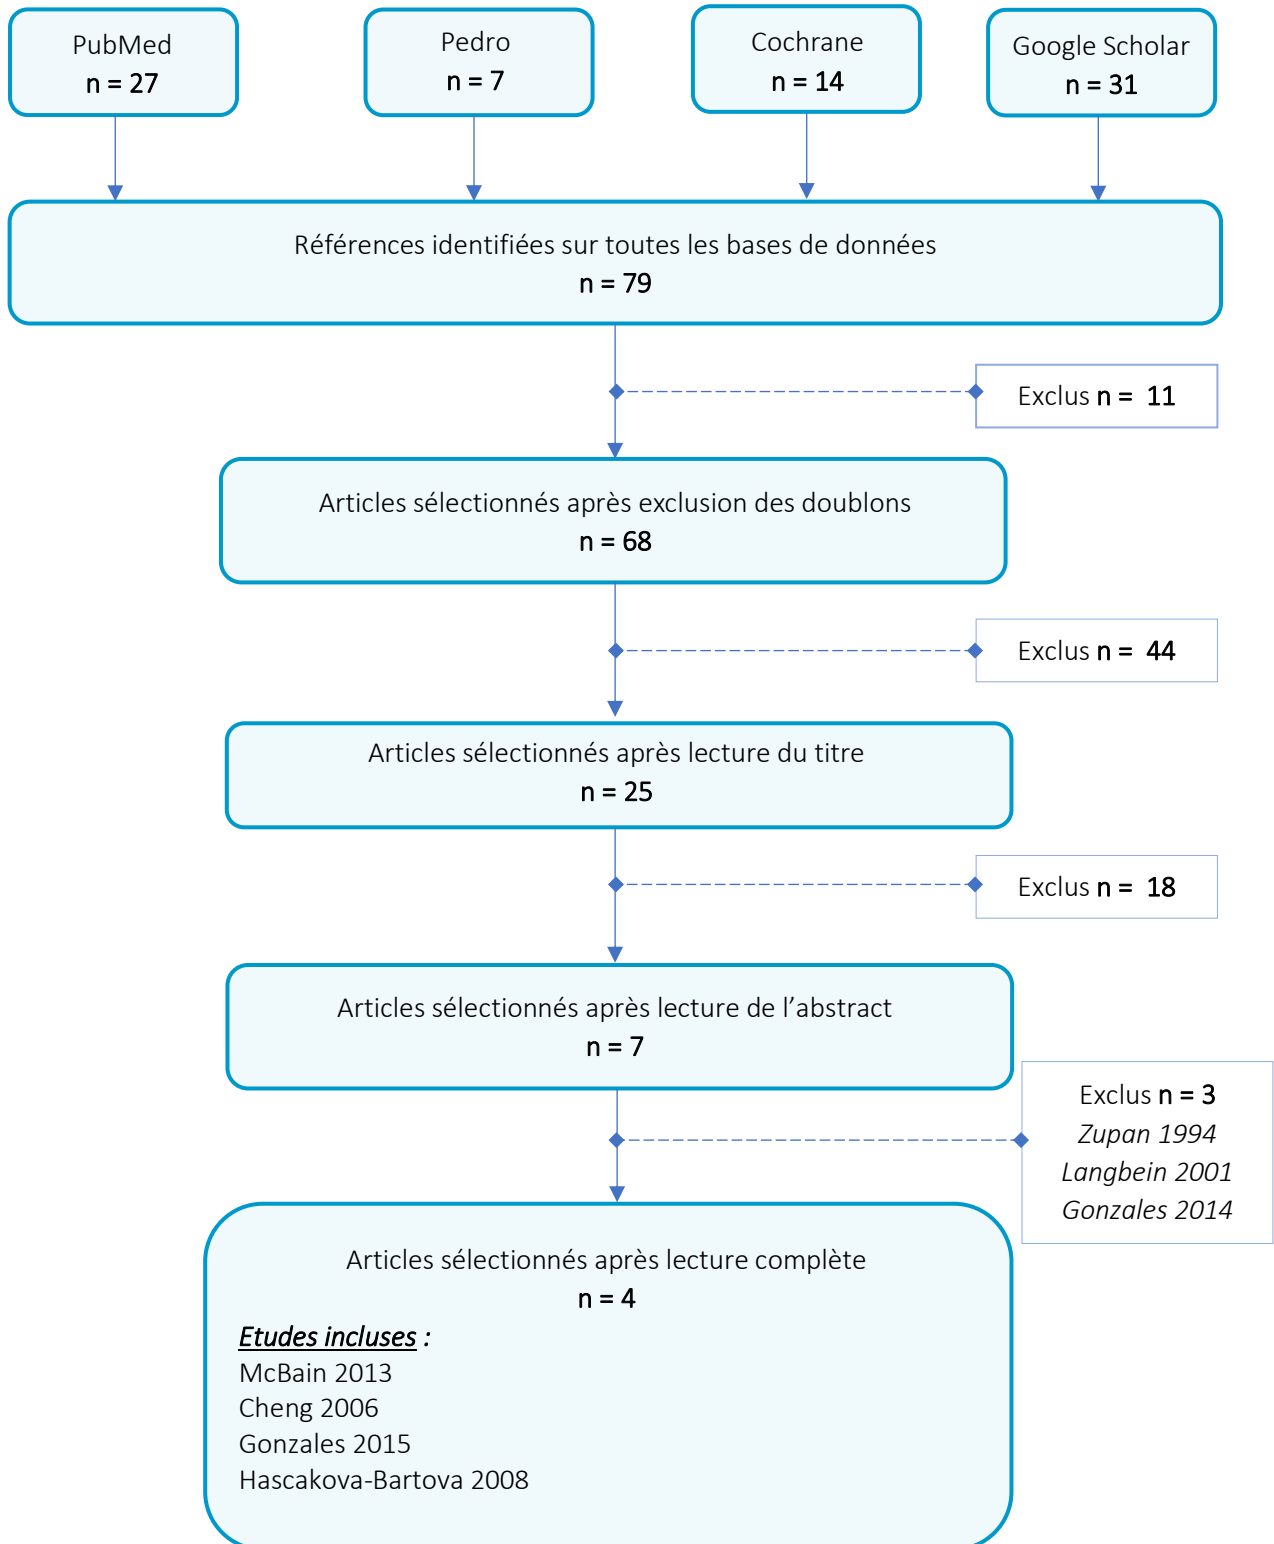 PubMed
n = 27
Pedro
n = 7
Cochrane
n = 14
Google Scholar
n = 31
Références identifiées sur toutes les bases de données
n = 79
Exclus n =  11
Articles sélectionnés après exclusion des doublons
n = 68
Exclus n =  44
Articles sélectionnés après lecture du titre
n = 25
Exclus n =  18
Articles sélectionnés après lecture de l’abstract
n = 7
Exclus n = 3
Zupan 1994
Langbein 2001
Gonzales 2014
Articles sélectionnés après lecture complète
n = 4
Etudes incluses :
McBain 2013
Cheng 2006
Gonzales 2015
Hascakova-Bartova 2008